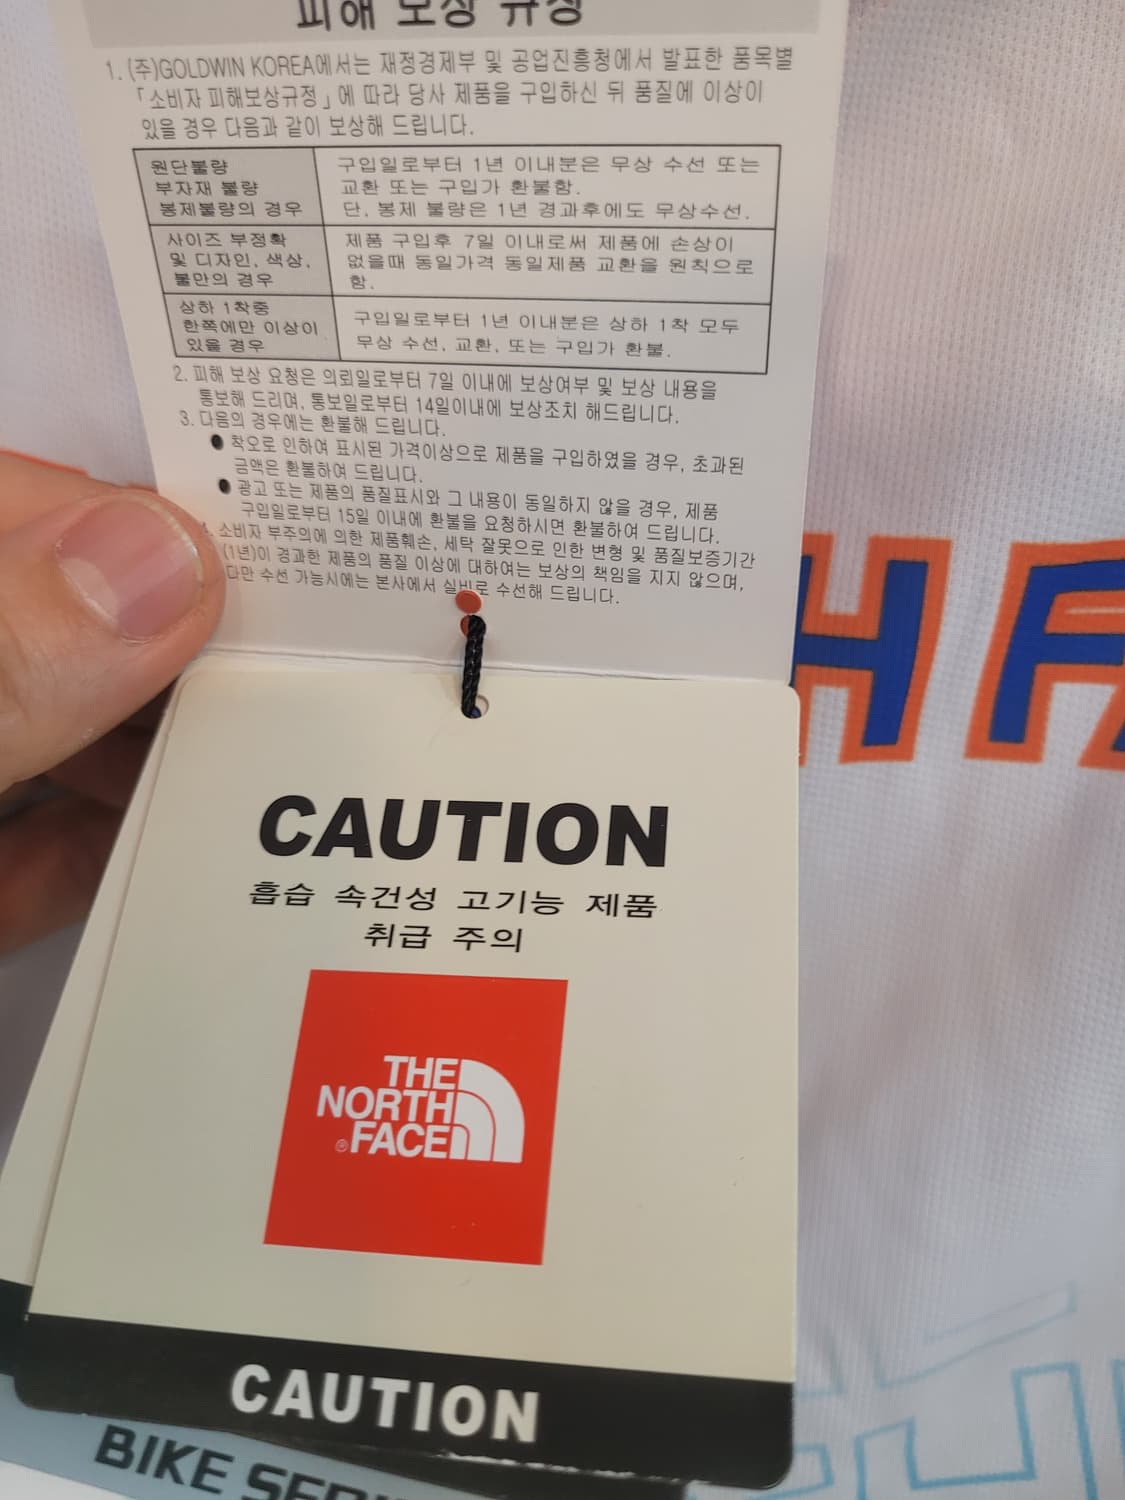 피해 보상 규정
1. (주)GOLDWIN KOREA에서는 재정경제부 및 공업진흥청에서 발표한 품목별
「소비자 피해보상규정」에 따라 당사 제품을 구입하신 뒤 품질에 이상이
있을 경우 다음과 같이 보상해 드립니다.
원단불량
부자재 불량
봉제불량의 경우
구입일로부터 1년 이내분은 무상 수선 또는
교환 또는 구입가 환불함.
단, 봉제 불량은 1년 경과후에도 무상수선.
사이즈 부정확
및 디자인, 색상,
불만의 경우
제품 구입후 7일 이내로써 제품에 손상이
없을때 동일가격 동일제품 교환을 원칙으로
함.
상하 1착중
한쪽에만 이상이
있을 경우
구입일로부터 1년 이내분은 상하 1착 모두
무상 수선, 교환, 또는 구입가 환불.
2. 피해 보상 요청은 의뢰일로부터 7일 이내에 보상여부 및 보상 내용을
통보해 드리며, 통보일로부터 14일이내에 보상조치 해드립니다.
3. 다음의 경우에는 환불해 드립니다.
● 착오로 인하여 표시된 가격이상으로 제품을 구입하였을 경우, 초과된
금액은 환불하여 드립니다.
● 광고 또는 제품의 품질표시와 그 내용이 동일하지 않을 경우, 제품
구입일로부터 15일 이내에 환불을 요청하시면 환불하여 드립니다.
4. 소비자 부주의에 의한 제품훼손, 세탁 잘못으로 인한 변형 및 품질보증기간
(1년)이 경과한 제품의 품질 이상에 대하여는 보상의 책임을 지지 않으며,
다만 수선 가능시에는 본사에서 실비로 수선해 드립니다.
CAUTION
흡습 속건성 고기능 제품
취급 주의
THE
NORTH
®FACE
CAUTION
BIKE